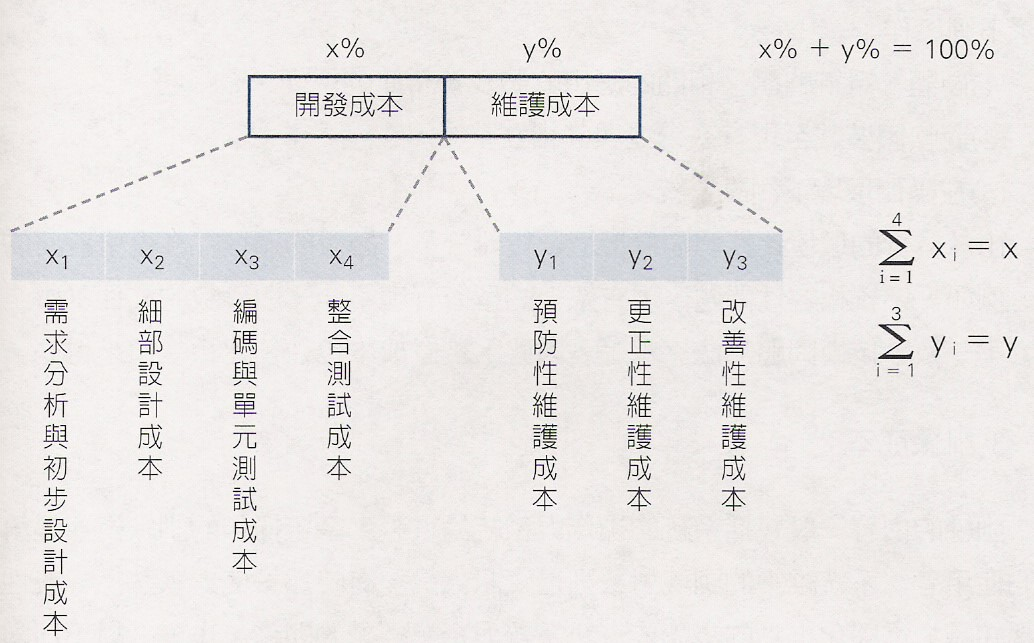 x% y% x% + y% = 100%
開發成本 維護成本
x₁ x₂ x₃ x₄ y₁ y₂ y₃
需求分析與初步設計成本
細部設計成本
編碼與單元測試成本
整合測試成本
預防性維護成本
更正性維護成本
改善性維護成本
4
∑ xᵢ = x
i = 1
3
∑ yᵢ = y
i = 1